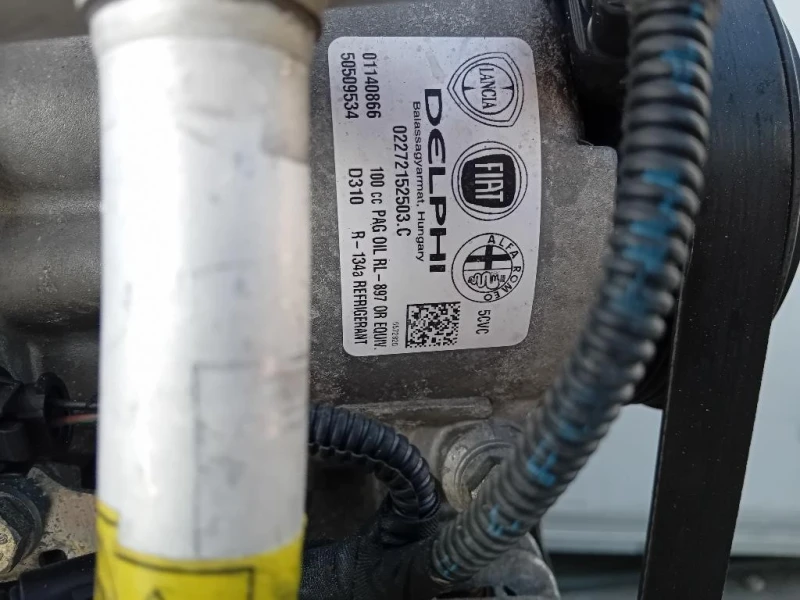 LANCIA
FIAT
ALFA ROMEO
DELPHI
Balassagyarmat, Hungary
02272152503.C
5CVC
01140866
50509534
100 cc PAG OIL RL-897 OR EQUIV.
D310 R-134a REFRIGERANT